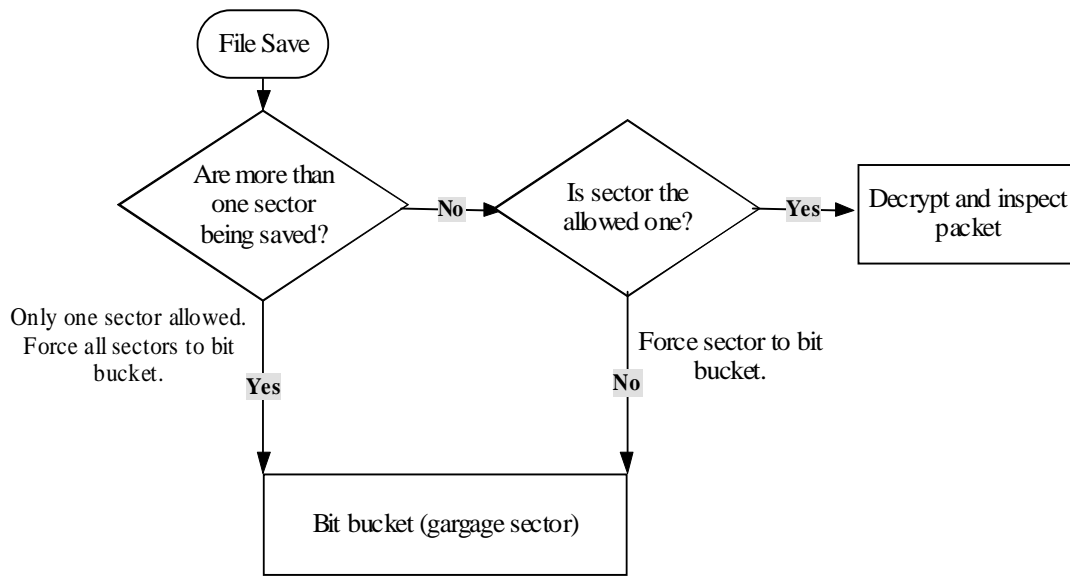 File Save
Are more than
one sector
being saved?
No
Is sector the
allowed one?
Yes
Decrypt and inspect
packet
Only one sector allowed.
Force all sectors to bit
bucket.
Yes
Force sector to bit
bucket.
No
Bit bucket (gargage sector)